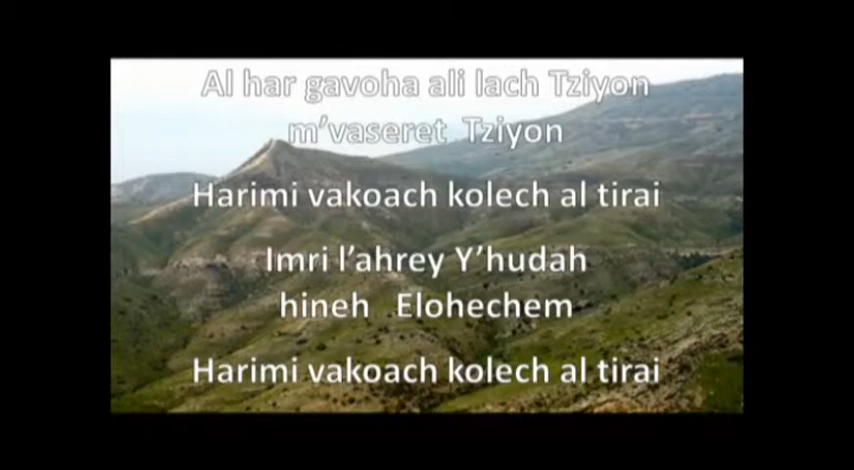 Al har gavoha ali lach Tziyon
m'vaseret Tziyon
Harimi vakoach kolech al tirai
Imri l'ahrey Y'hudah
hineh Elohechem
Harimi vakoach kolech al tirai